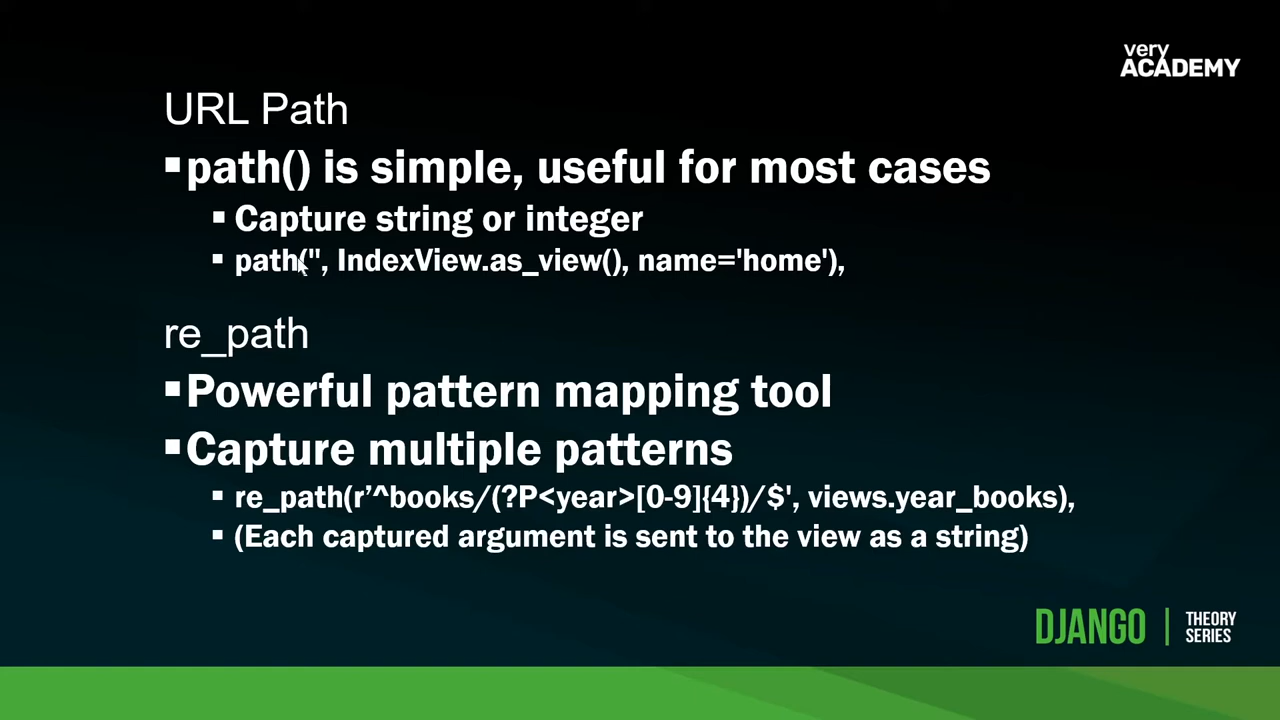 very
ACADEMY
URL Path
▪path() is simple, useful for most cases
▪ Capture string or integer
▪ path('', IndexView.as_view(), name='home'),
re_path
▪Powerful pattern mapping tool
▪Capture multiple patterns
▪ re_path(r’^books/(?P<year>[0-9]{4})/$', views.year_books),
▪ (Each captured argument is sent to the view as a string)
DJANGO | THEORY
SERIES